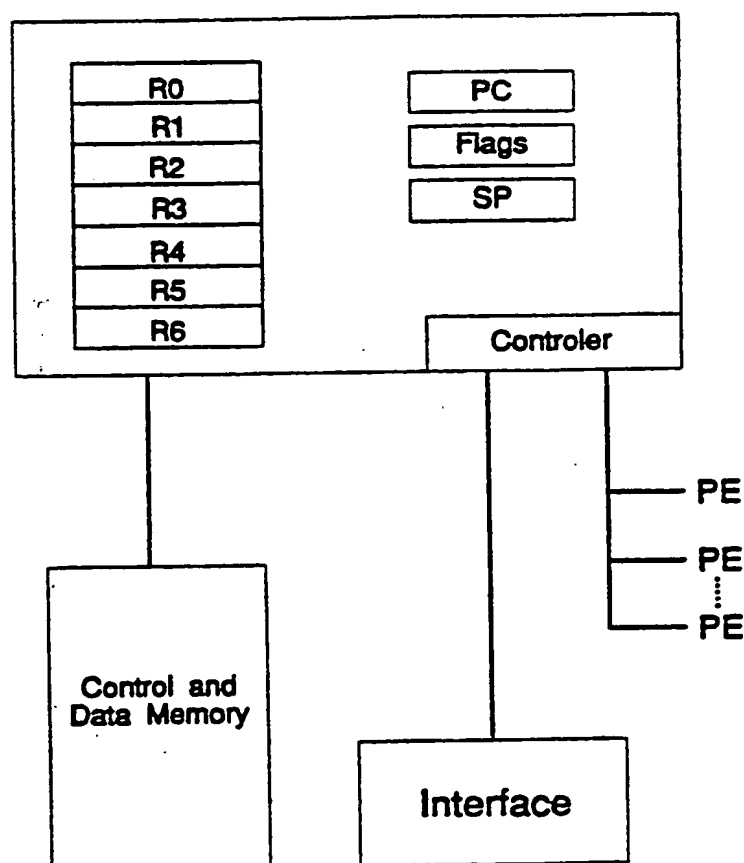 R0
R1
R2
R3
R4
R5
R6
PC
Flags
SP
Controler
PE
PE
PE
Control and
Data Memory
Interface